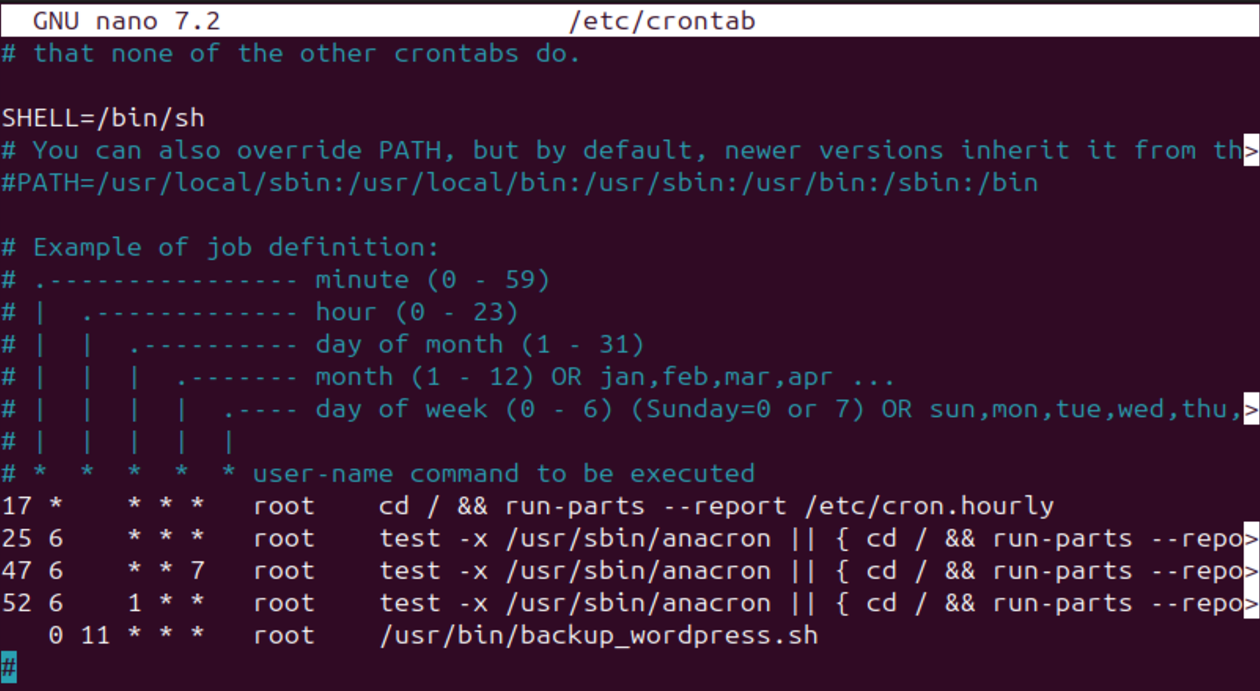 GNU nano 7.2                      /etc/crontab
# that none of the other crontabs do.

SHELL=/bin/sh
# You can also override PATH, but by default, newer versions inherit it from th>
#PATH=/usr/local/sbin:/usr/local/bin:/usr/sbin:/usr/bin:/sbin:/bin

# Example of job definition:
# .---------------- minute (0 - 59)
# |  .------------- hour (0 - 23)
# |  |  .---------- day of month (1 - 31)
# |  |  |  .------- month (1 - 12) OR jan,feb,mar,apr ...
# |  |  |  |  .---- day of week (0 - 6) (Sunday=0 or 7) OR sun,mon,tue,wed,thu,>
# |  |  |  |  |
# *  *  *  *  * user-name command to be executed
17 *    * * *   root    cd / && run-parts --report /etc/cron.hourly
25 6    * * *   root    test -x /usr/sbin/anacron || { cd / && run-parts --repo>
47 6    * * 7   root    test -x /usr/sbin/anacron || { cd / && run-parts --repo>
52 6    1 * *   root    test -x /usr/sbin/anacron || { cd / && run-parts --repo>
   0 11 * * *   root    /usr/bin/backup_wordpress.sh
#